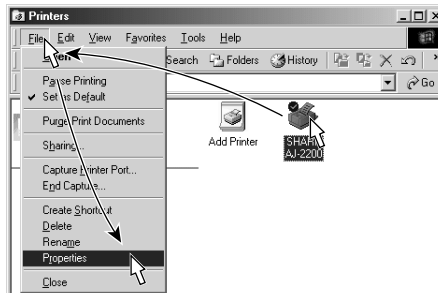 Printers
File Edit View Favorites Tools Help
Search Folders History
Go
Pause Printing
Set as Default
Purge Print Documents
Sharing...
Capture Printer Port...
End Capture...
Create Shortcut
Delete
Rename
Properties
Close
Add Printer
SHARP
AJ-2200